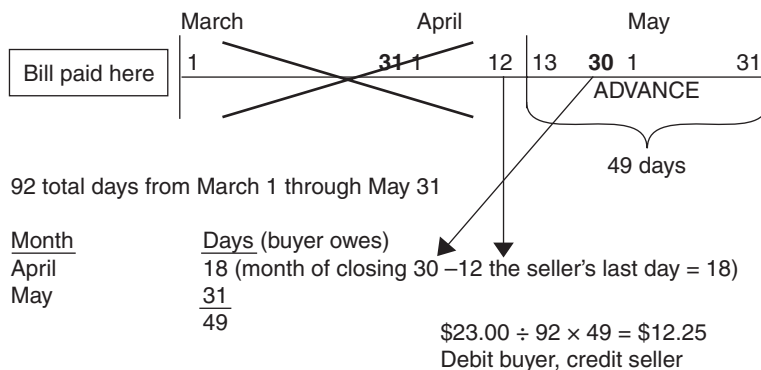 March April May
Bill paid here
1 31 1 12 13 30 1 31
ADVANCE
49 days
92 total days from March 1 through May 31
Month Days (buyer owes)
April 18 (month of closing 30 –12 the seller's last day = 18)
May 31
49
$23.00 ÷ 92 × 49 = $12.25
Debit buyer, credit seller